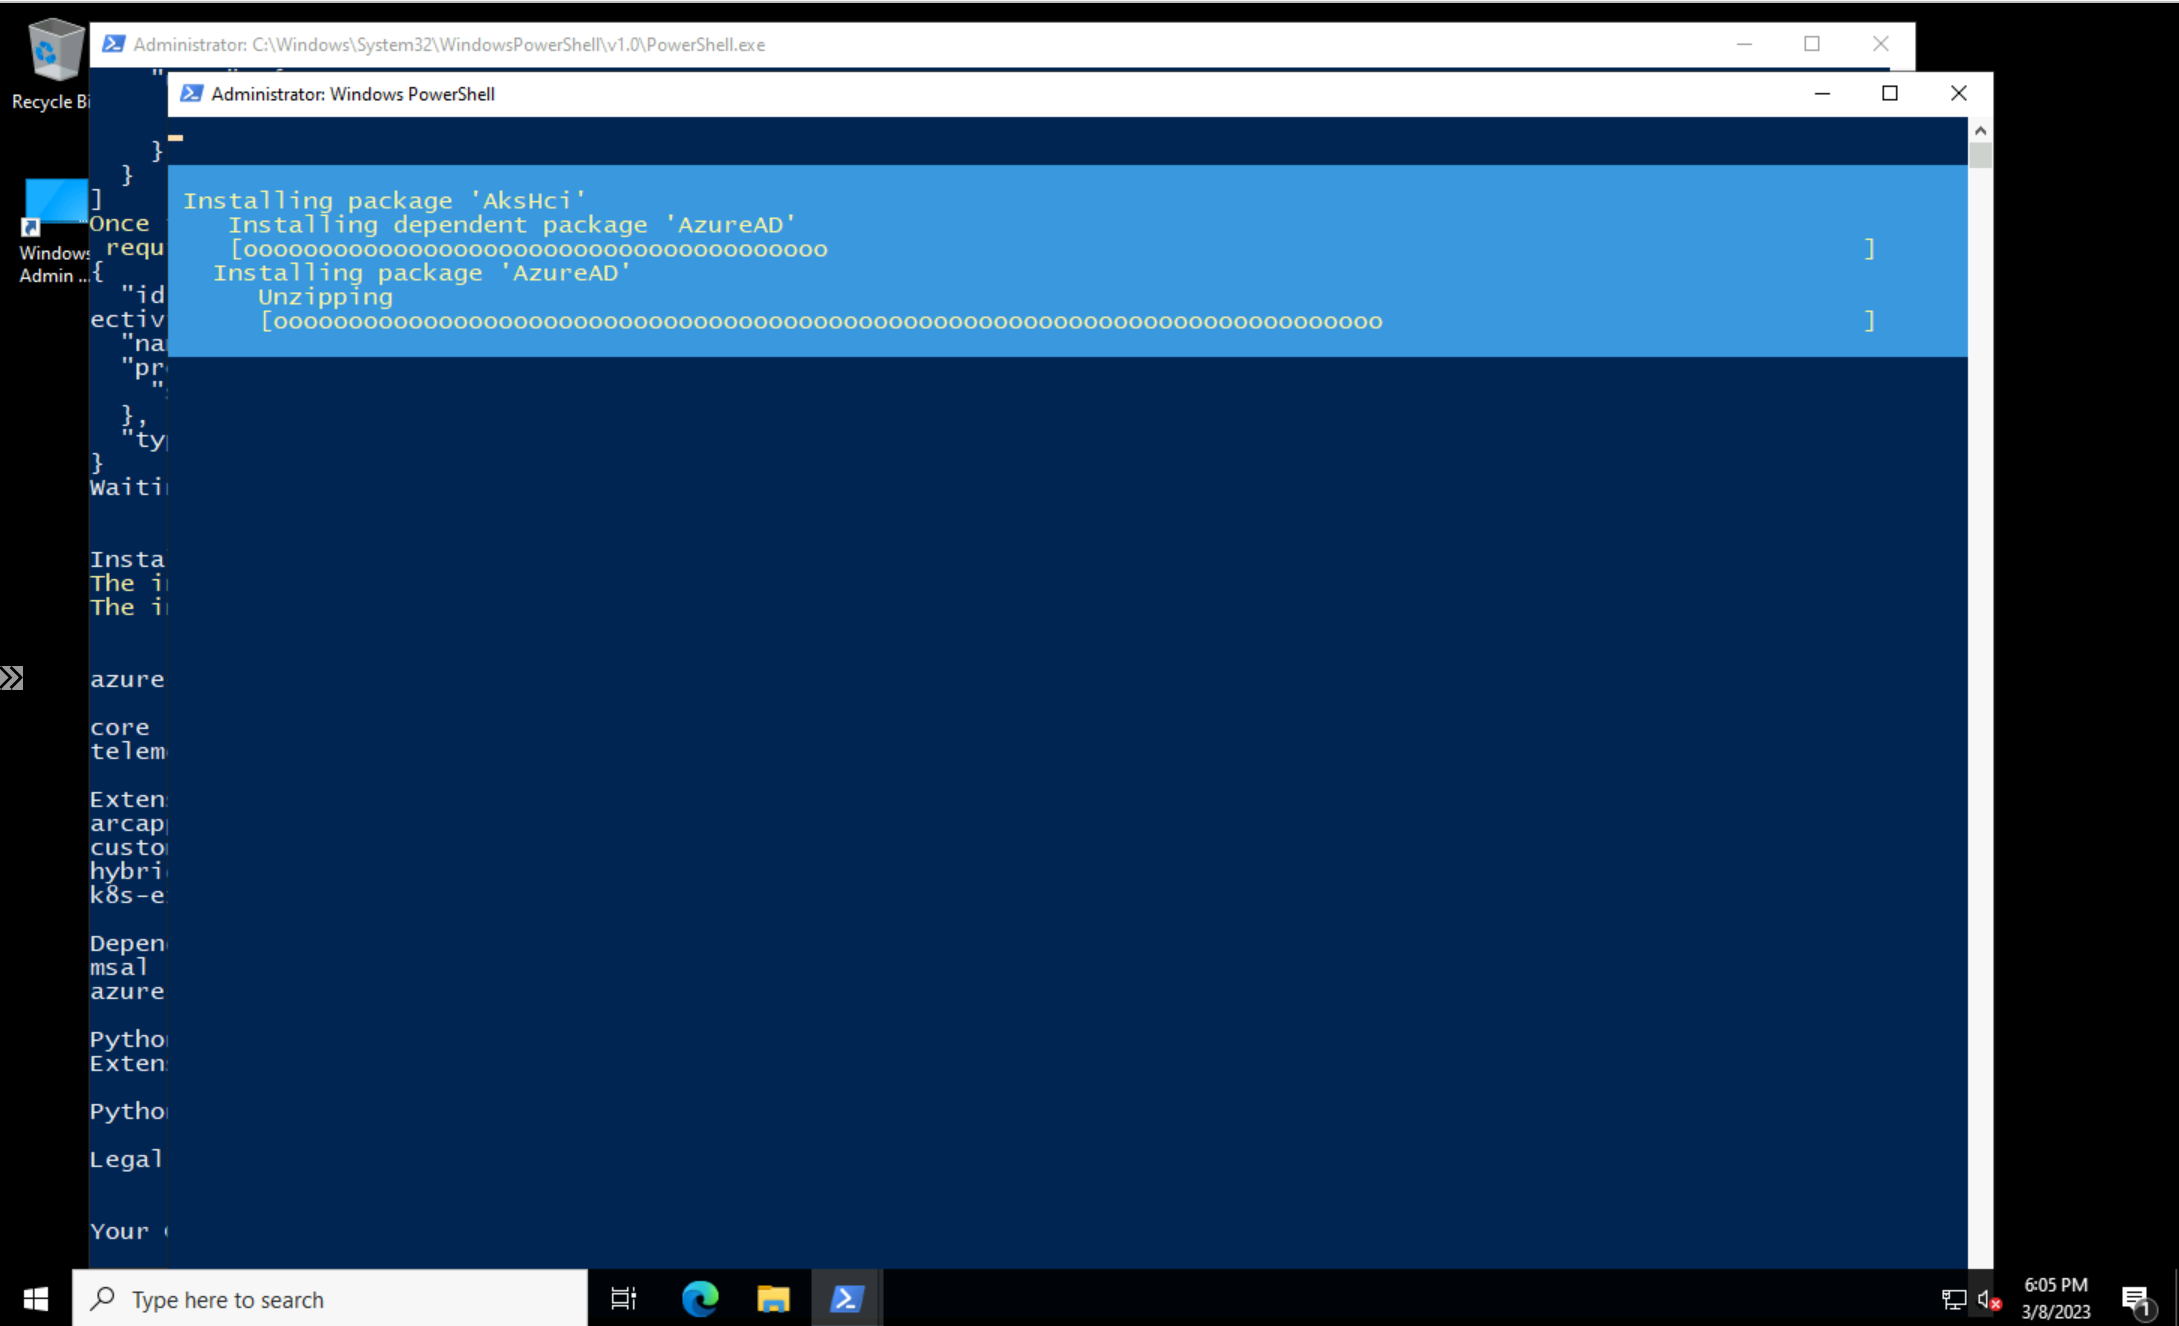 Administrator: C:\Windows\System32\WindowsPowerShell\v1.0\PowerShell.exe
Administrator: Windows PowerShell
Recycle Bi
Windows
Admin ...
}
}
]
Once
requ
{
"id
ectiv
"na
"pr
"
},
"ty
}
Waiti
Insta
The i
The i
azure
core
telem
Exten
arcap
custo
hybri
k8s-e
Depen
msal
azure
Pytho
Exten
Pytho
Legal
Your
Installing package 'AksHci'
Installing dependent package 'AzureAD'
[ooooooooooooooooooooooooooooooooooooooo ]
Installing package 'AzureAD'
Unzipping
[oooooooooooooooooooooooooooooooooooooooooooooooooooooooooooooooooooooooooo ]
Type here to search
6:05 PM
3/8/2023
1